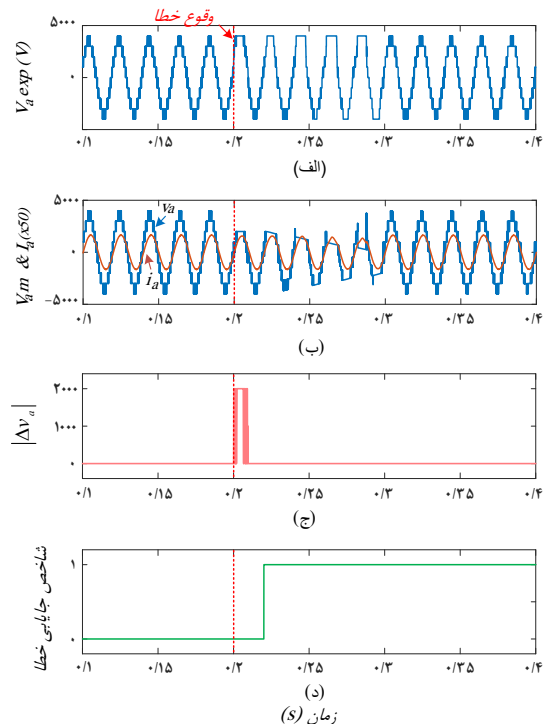 وقوع خطا
V_a exp (V)
۵۰۰۰
۰
۰/۱ ۰/۱۵ ۰/۲ ۰/۲۵ ۰/۳ ۰/۳۵ ۰/۴
(الف)
V_a m & I_a (x50)
۵۰۰۰
۰
-۵۰۰۰
v_a
i_a
۰/۱ ۰/۱۵ ۰/۲ ۰/۲۵ ۰/۳ ۰/۳۵ ۰/۴
(ب)
|Δv_a|
۲۰۰۰
۱۰۰۰
۰
۰/۱ ۰/۱۵ ۰/۲ ۰/۲۵ ۰/۳ ۰/۳۵ ۰/۴
(ج)
شاخص جایابی خطا
۱
۰
۰/۱ ۰/۱۵ ۰/۲ ۰/۲۵ ۰/۳ ۰/۳۵ ۰/۴
(د)
زمان (s)